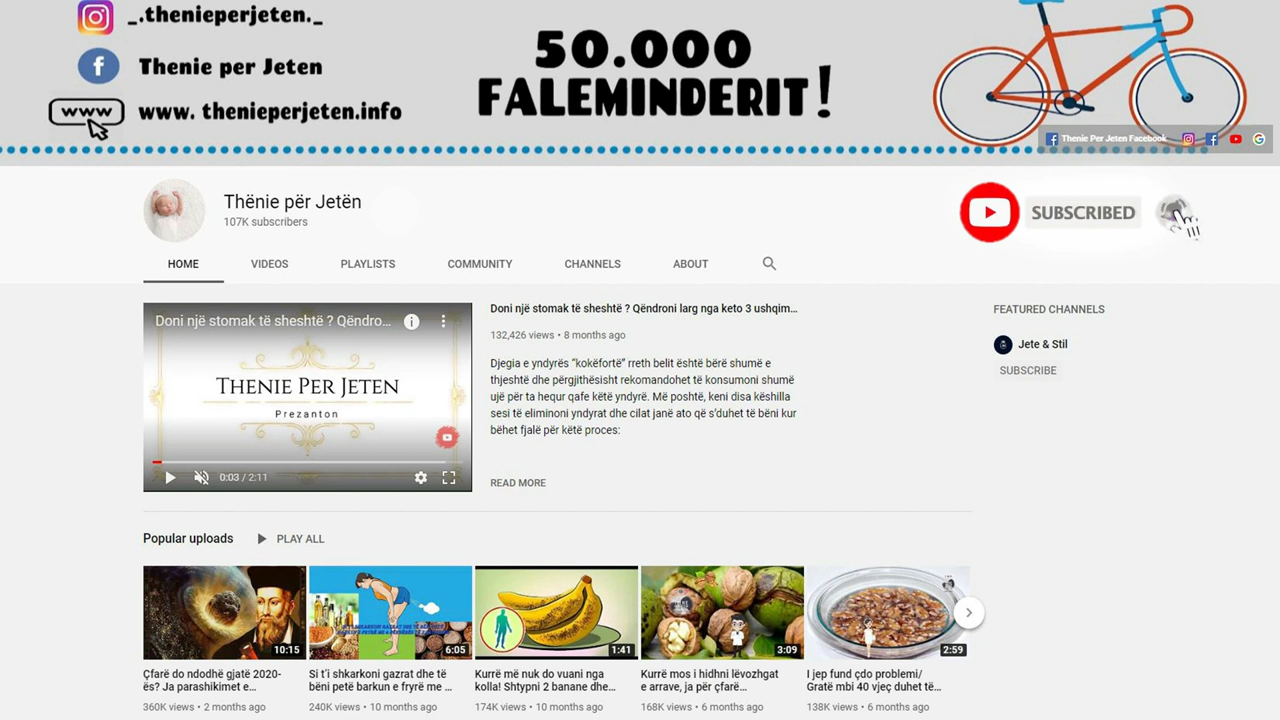 _.thenieperjeten._
Thenie per Jeten
www
www. thenieperjeten.info
50.000
FALEMINDERIT!
Thenie Per Jeten Facebook
Thënie për Jetën
107K subscribers
SUBSCRIBED
HOME VIDEOS PLAYLISTS COMMUNITY CHANNELS ABOUT
Doni një stomak të sheshtë ? Qëndro...
THENIE PER JETEN
Prezanton
0:03 / 2:11
Doni një stomak të sheshtë ? Qëndroni larg nga keto 3 ushqim...
132,426 views • 8 months ago
Djegia e yndyrës “kokëfortë” rreth belit është bërë shumë e
thjeshtë dhe përgjithësisht rekomandohet të konsumoni shumë
ujë për ta hequr qafe këtë yndyrë. Më poshtë, keni disa këshilla
sesi të eliminoni yndyrat dhe cilat janë ato që s’duhet të bëni kur
bëhet fjalë për këtë proces:
READ MORE
FEATURED CHANNELS
Jete & Stil
SUBSCRIBE
Popular uploads PLAY ALL
10:15
6:05
1:41
3:09
2:59
Çfarë do ndodhë gjatë 2020-
ës? Ja parashikimet e...
360K views • 2 months ago
Si t’i shkarkoni gazrat dhe të
bëni petë barkun e fryrë me ...
240K views • 10 months ago
Kurrë më nuk do vuani nga
kolla! Shtypni 2 banane dhe...
174K views • 10 months ago
Kurrë mos i hidhni lëvozhgat
e arrave, ja për çfarë...
168K views • 6 months ago
I jep fund çdo problemi/
Gratë mbi 40 vjeç duhet të...
138K views • 6 months ago